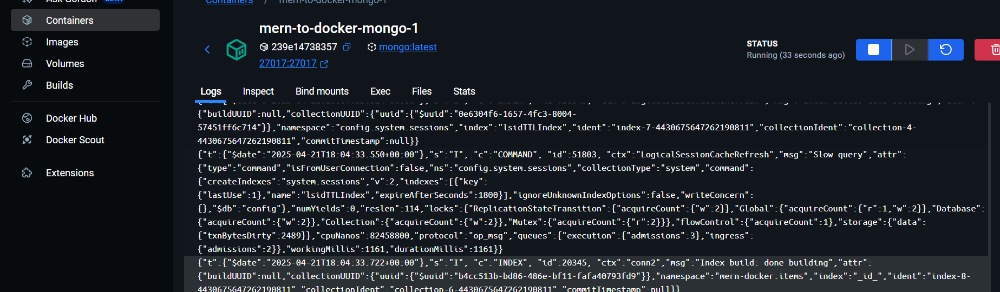 Ask Gordon BETA
Containers
Images
Volumes
Builds
Docker Hub
Docker Scout
Extensions
Containers / mern-to-docker-mongo-1
mern-to-docker-mongo-1
239e14738357 mongo:latest
27017:27017
STATUS
Running (33 seconds ago)
Logs Inspect Bind mounts Exec Files Stats
{"buildUUID":null,"collectionUUID":{"uuid":{"$uuid":"0e6304f6-1657-4fc3-8004-
57451ff6c714"}},"namespace":"config.system.sessions","index":"lsidTTLIndex","ident":"index-7-4430675647262190811","collectionIdent":"collection-4-
4430675647262190811","commitTimestamp":null}}
{"t":{"$date":"2025-04-21T18:04:33.550+00:00"},"s":"I", "c":"COMMAND", "id":51803, "ctx":"LogicalSessionCacheRefresh","msg":"Slow query","attr":
{"type":"command","isFromUserConnection":false,"ns":"config.system.sessions","collectionType":"system","command":
{"createIndexes":"system.sessions","v":2,"indexes":[{"key":
{"lastUse":1},"name":"lsidTTLIndex","expireAfterSeconds":1800}],"ignoreUnknownIndexOptions":false,"writeConcern":
{},"$db":"config"},"numYields":0,"reslen":114,"locks":{"ReplicationStateTransition":{"acquireCount":{"w":2}},"Global":{"acquireCount":{"r":1,"w":2}},"Database":
{"acquireCount":{"w":2}},"Collection":{"acquireCount":{"w":2}},"Mutex":{"acquireCount":{"r":2}}},"flowControl":{"acquireCount":1},"storage":{"data":
{"txnBytesDirty":2489}},"cpuNanos":82458800,"protocol":"op_msg","queues":{"execution":{"admissions":3},"ingress":
{"admissions":2}},"workingMillis":1161,"durationMillis":1161}}
{"t":{"$date":"2025-04-21T18:04:33.722+00:00"},"s":"I", "c":"INDEX", "id":20345, "ctx":"conn2","msg":"Index build: done building","attr":
{"buildUUID":null,"collectionUUID":{"uuid":{"$uuid":"b4cc513b-bd86-486e-bf11-fafa40793fd9"}},"namespace":"mern-docker.items","index":"_id_","ident":"index-8-
4430675647262190811","collectionIdent":"collection-6-4430675647262190811","commitTimestamp":null}}